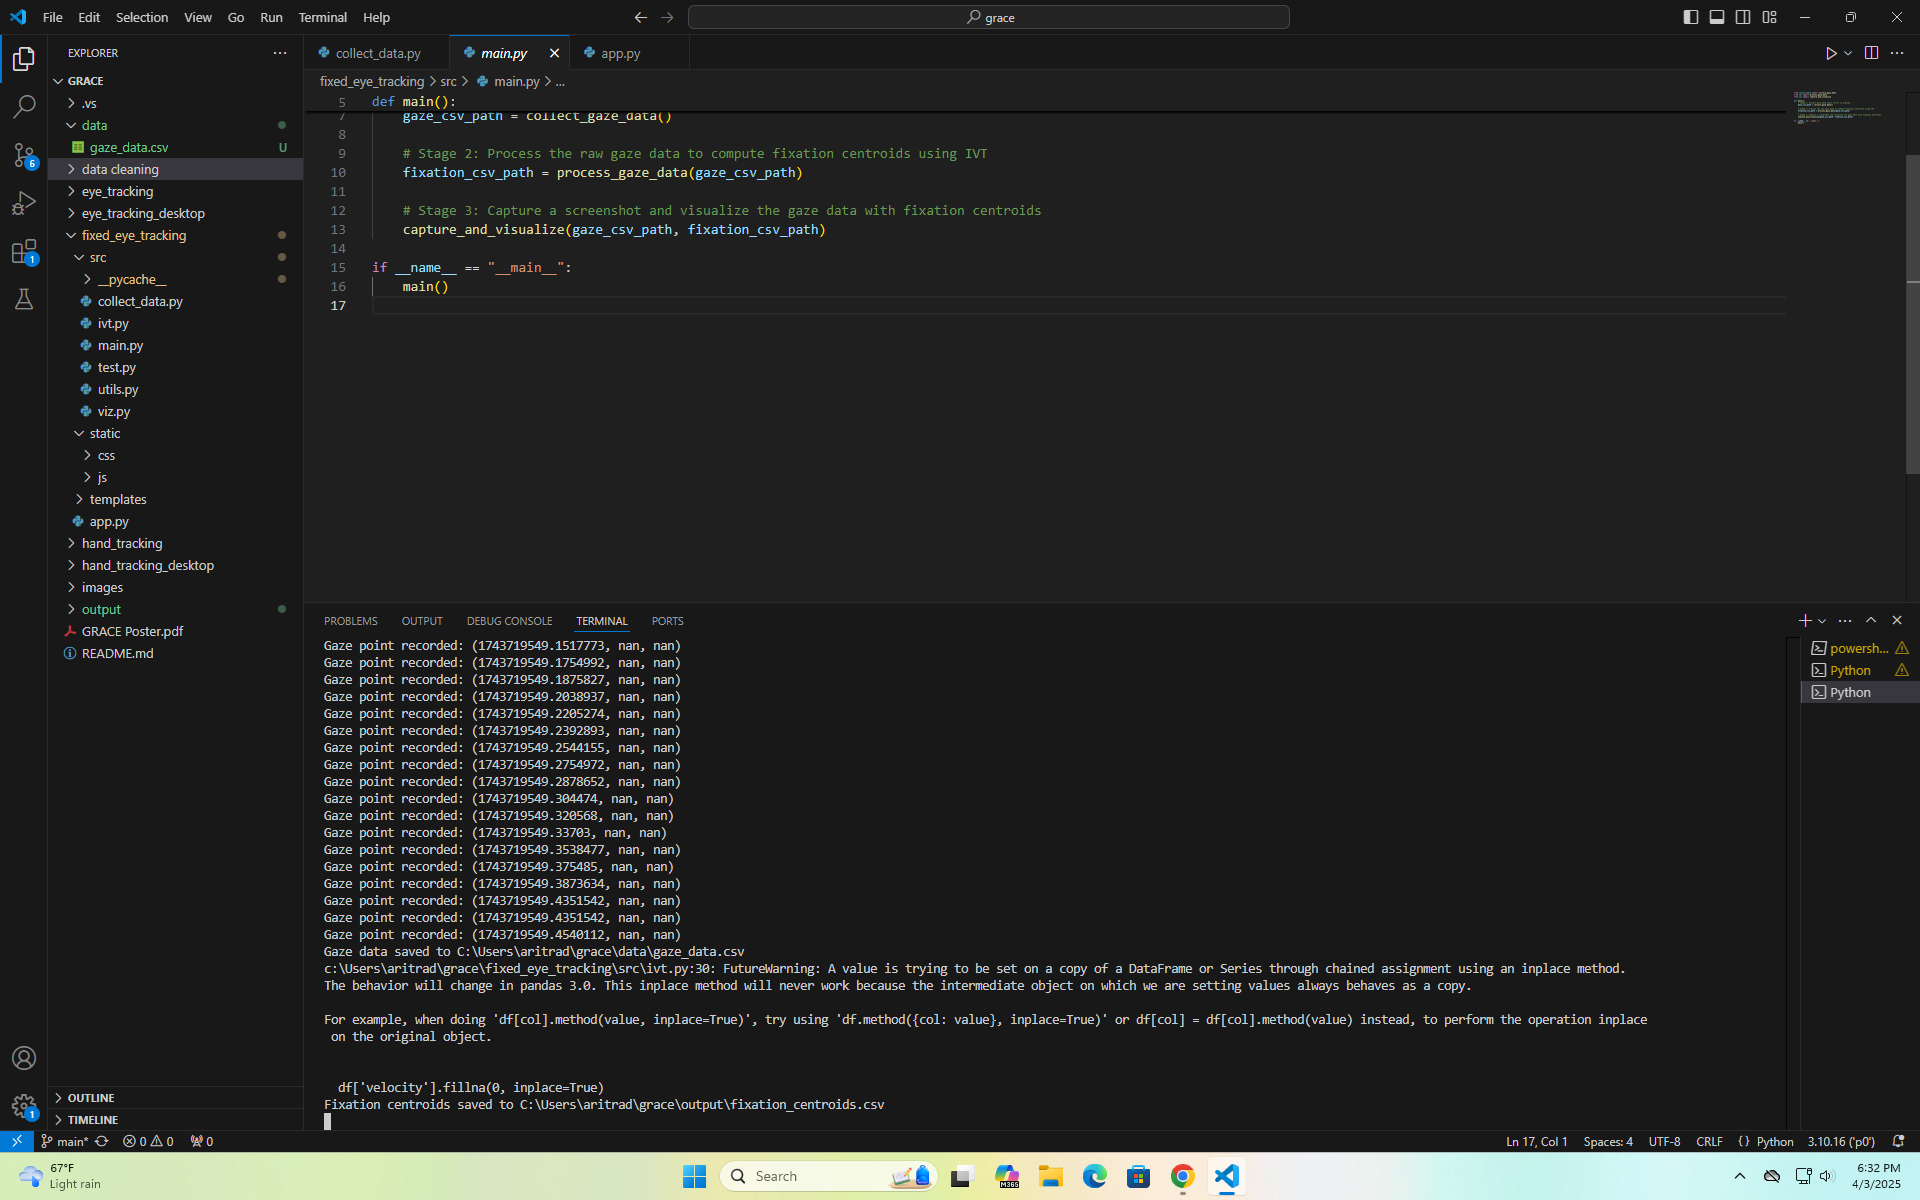 File Edit Selection View Go Run Terminal Help
grace
EXPLORER
GRACE
.vs
data
gaze_data.csv U
data cleaning
eye_tracking
eye_tracking_desktop
fixed_eye_tracking
src
__pycache__
collect_data.py
ivt.py
main.py
test.py
utils.py
viz.py
static
css
js
templates
app.py
hand_tracking
hand_tracking_desktop
images
output
GRACE Poster.pdf
README.md
OUTLINE
TIMELINE
6
1
1
collect_data.py
main.py
app.py
fixed_eye_tracking > src > main.py > ...
5 def main():
7 gaze_csv_path = collect_gaze_data()
8
9 # Stage 2: Process the raw gaze data to compute fixation centroids using IVT
10 fixation_csv_path = process_gaze_data(gaze_csv_path)
11
12 # Stage 3: Capture a screenshot and visualize the gaze data with fixation centroids
13 capture_and_visualize(gaze_csv_path, fixation_csv_path)
14
15 if __name__ == "__main__":
16 main()
17
PROBLEMS OUTPUT DEBUG CONSOLE TERMINAL PORTS
Gaze point recorded: (1743719549.1517773, nan, nan)
Gaze point recorded: (1743719549.1754992, nan, nan)
Gaze point recorded: (1743719549.1875827, nan, nan)
Gaze point recorded: (1743719549.2038937, nan, nan)
Gaze point recorded: (1743719549.2205274, nan, nan)
Gaze point recorded: (1743719549.2392893, nan, nan)
Gaze point recorded: (1743719549.2544155, nan, nan)
Gaze point recorded: (1743719549.2754972, nan, nan)
Gaze point recorded: (1743719549.2878652, nan, nan)
Gaze point recorded: (1743719549.304474, nan, nan)
Gaze point recorded: (1743719549.320568, nan, nan)
Gaze point recorded: (1743719549.33703, nan, nan)
Gaze point recorded: (1743719549.3538477, nan, nan)
Gaze point recorded: (1743719549.375485, nan, nan)
Gaze point recorded: (1743719549.3873634, nan, nan)
Gaze point recorded: (1743719549.4351542, nan, nan)
Gaze point recorded: (1743719549.4351542, nan, nan)
Gaze point recorded: (1743719549.4540112, nan, nan)
Gaze data saved to C:\Users\aritrad\grace\data\gaze_data.csv
c:\Users\aritrad\grace\fixed_eye_tracking\src\ivt.py:30: FutureWarning: A value is trying to be set on a copy of a DataFrame or Series through chained assignment using an inplace method.
The behavior will change in pandas 3.0. This inplace method will never work because the intermediate object on which we are setting values always behaves as a copy.
For example, when doing 'df[col].method(value, inplace=True)', try using 'df.method({col: value}, inplace=True)' or df[col] = df[col].method(value) instead, to perform the operation inplace
on the original object.
df['velocity'].fillna(0, inplace=True)
Fixation centroids saved to C:\Users\aritrad\grace\output\fixation_centroids.csv
powersh...
Python
Python
main* 0 0 0
Ln 17, Col 1 Spaces: 4 UTF-8 CRLF {} Python 3.10.16 ('p0')
67°F
Light rain
Search
M365
6:32 PM
4/3/2025